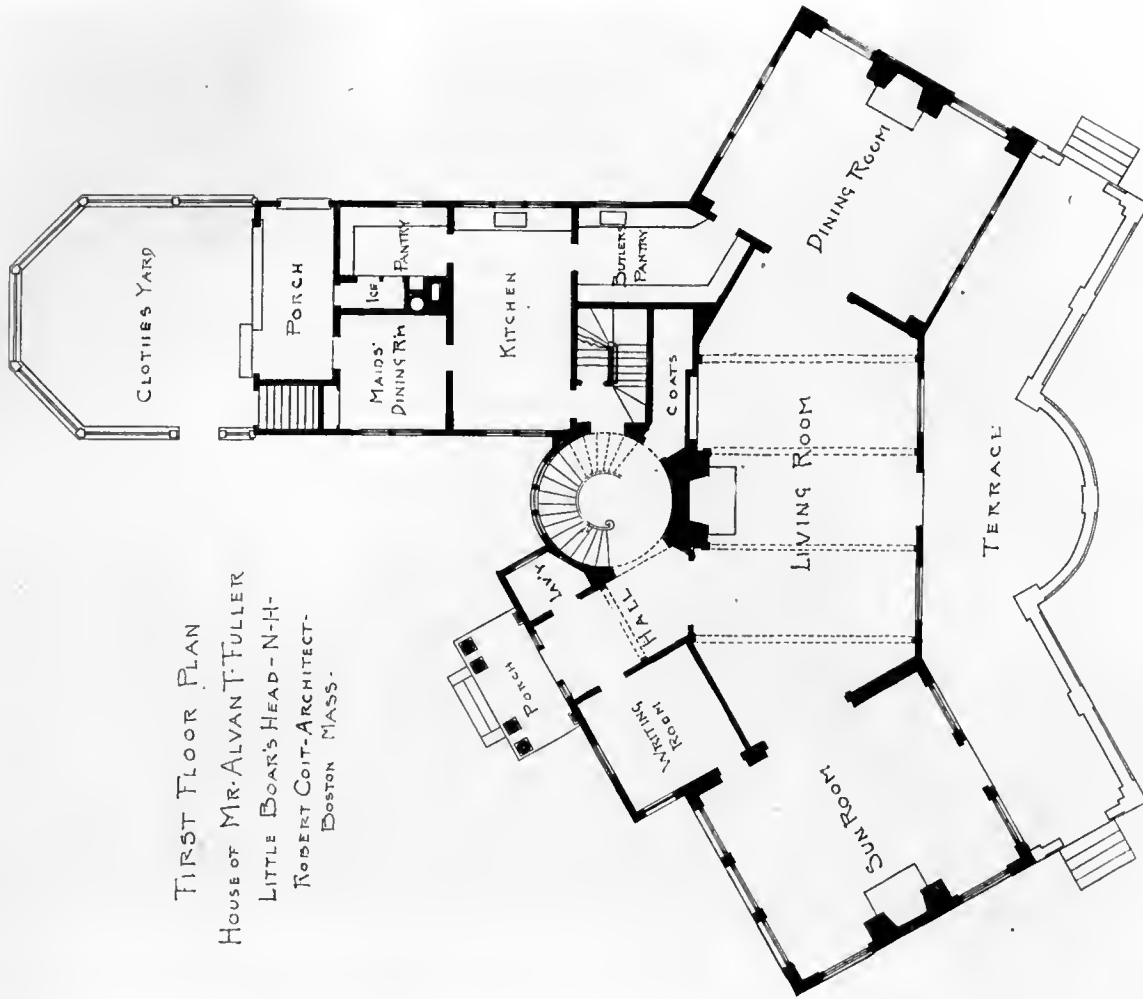 FIRST FLOOR PLAN
HOUSE OF MR·ALVAN T·FULLER
LITTLE BOAR'S HEAD-N-H-
ROBERT COIT-ARCHITECT-
BOSTON MASS-
CLOTHES YARD
PORCH
PANTRY
ICE
MAIDS'
DINING R'M
KITCHEN
BUTLERS
PANTRY
COATS
DINING ROOM
LIVING ROOM
TERRACE
LAV'Y
HALL
PORCH
WRITING
ROOM
SUN ROOM